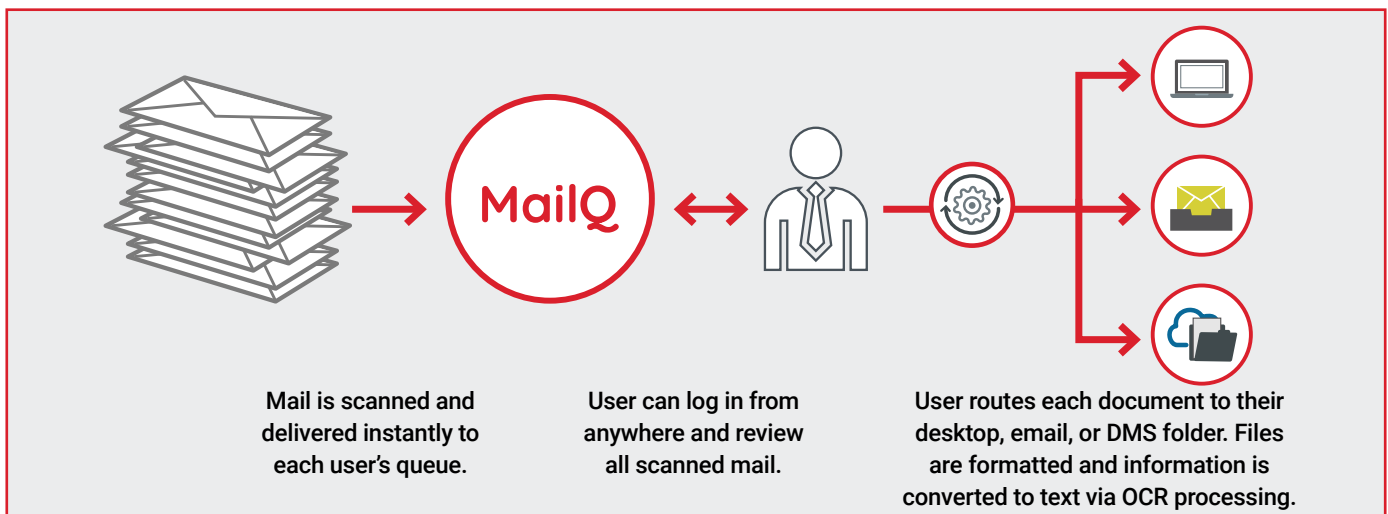 MailQ
Mail is scanned and
delivered instantly to
each user’s queue.
User can log in from
anywhere and review
all scanned mail.
User routes each document to their
desktop, email, or DMS folder. Files
are formatted and information is
converted to text via OCR processing.